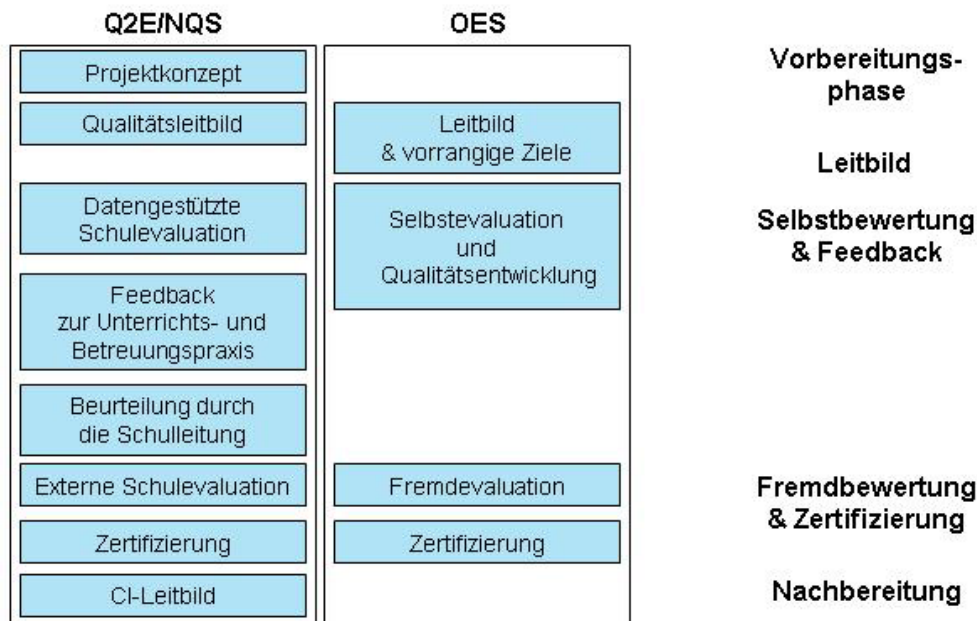 Q2E/NQS
OES
Projektkonzept
Qualitätsleitbild
Datengestützte
Schulevaluation
Feedback
zur Unterrichts- und
Betreuungspraxis
Beurteilung durch
die Schulleitung
Externe Schulevaluation
Zertifizierung
CI-Leitbild
Leitbild
& vorrangige Ziele
Selbstevaluation
und
Qualitätsentwicklung
Fremdevaluation
Zertifizierung
Vorbereitungs-
phase
Leitbild
Selbstbewertung
& Feedback
Fremdbewertung
& Zertifizierung
Nachbereitung